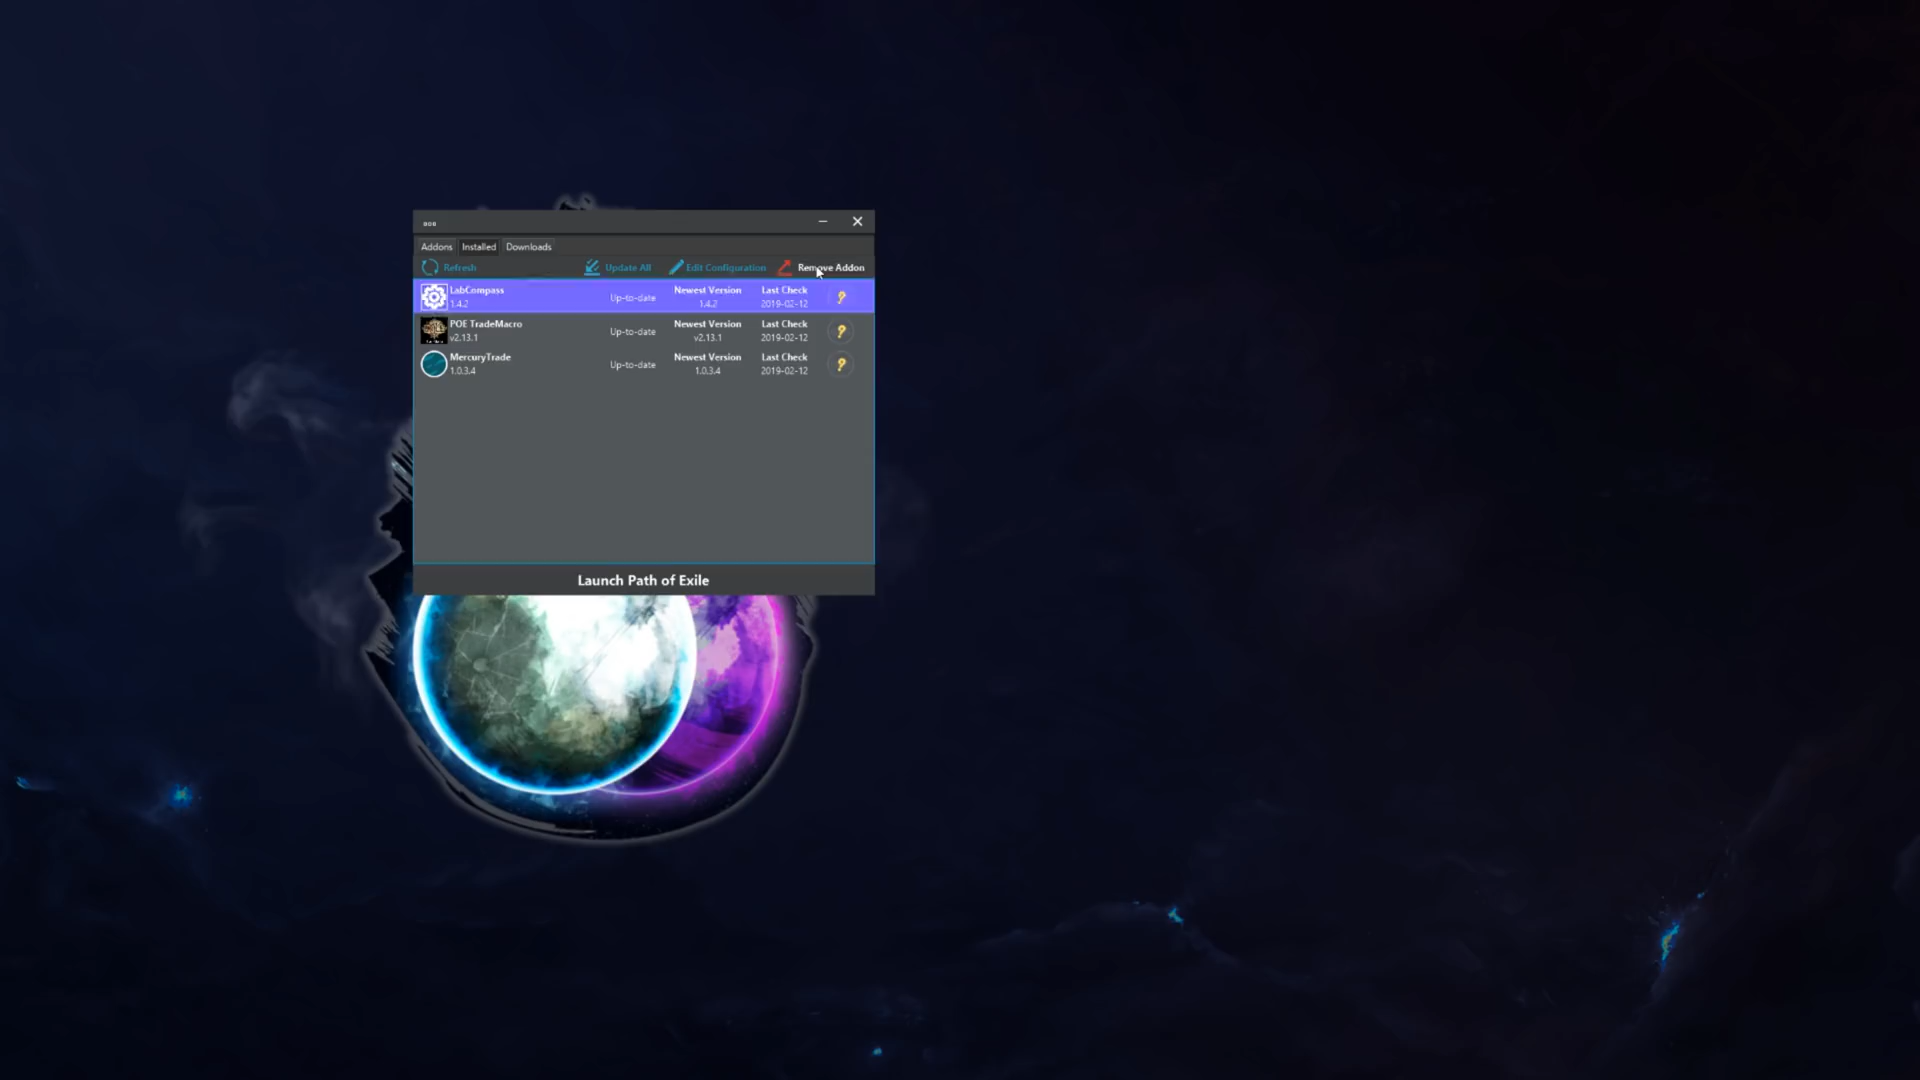 Addons Installed Downloads
Refresh Update All Edit Configuration Remove Addon
LabCompass Newest Version Last Check
1.4.2 Up-to-date 1.4.2 2019-02-12
POE TradeMacro Newest Version Last Check
v2.13.1 Up-to-date v2.13.1 2019-02-12
MercuryTrade Newest Version Last Check
1.0.3.4 Up-to-date 1.0.3.4 2019-02-12
Launch Path of Exile